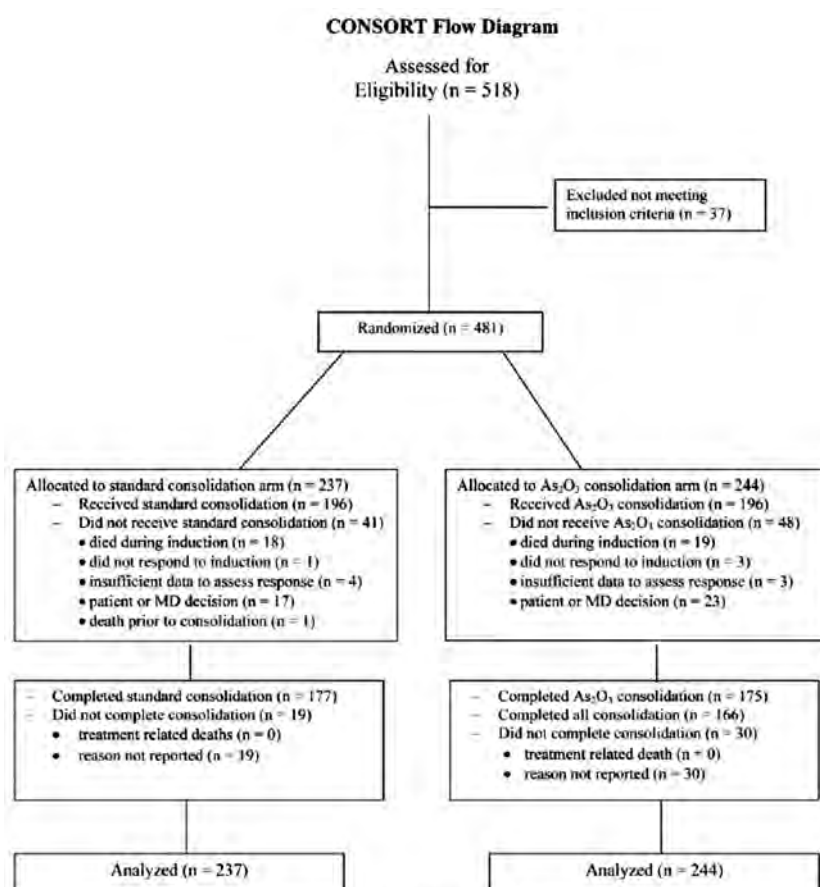 CONSORT Flow Diagram
Assessed for
Eligibility (n = 518)
Excluded not meeting
inclusion criteria (n = 37)
Randomized (n = 481)
Allocated to standard consolidation arm (n = 237)
– Received standard consolidation (n = 196)
– Did not receive standard consolidation (n = 41)
• died during induction (n = 18)
• did not respond to induction (n = 1)
• insufficient data to assess response (n = 4)
• patient or MD decision (n = 17)
• death prior to consolidation (n = 1)
Allocated to As₂O₃ consolidation arm (n = 244)
– Received As₂O₃ consolidation (n = 196)
– Did not receive As₂O₃ consolidation (n = 48)
• died during induction (n = 19)
• did not respond to induction (n = 3)
• insufficient data to assess response (n = 3)
• patient or MD decision (n = 23)
– Completed standard consolidation (n = 177)
– Did not complete consolidation (n = 19)
• treatment related deaths (n = 0)
• reason not reported (n = 19)
– Completed As₂O₃ consolidation (n = 175)
– Completed all consolidation (n = 166)
– Did not complete consolidation (n = 30)
• treatment related death (n = 0)
• reason not reported (n = 30)
Analyzed (n = 237)
Analyzed (n = 244)